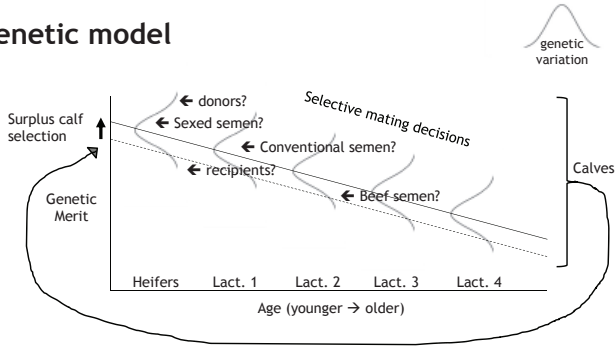 enetic model
genetic
variation
Surplus calf
selection
Selective mating decisions
← donors?
← Sexed semen?
← Conventional semen?
← recipients?
← Beef semen?
Calves
Genetic
Merit
Heifers Lact. 1 Lact. 2 Lact. 3 Lact. 4
Age (younger → older)